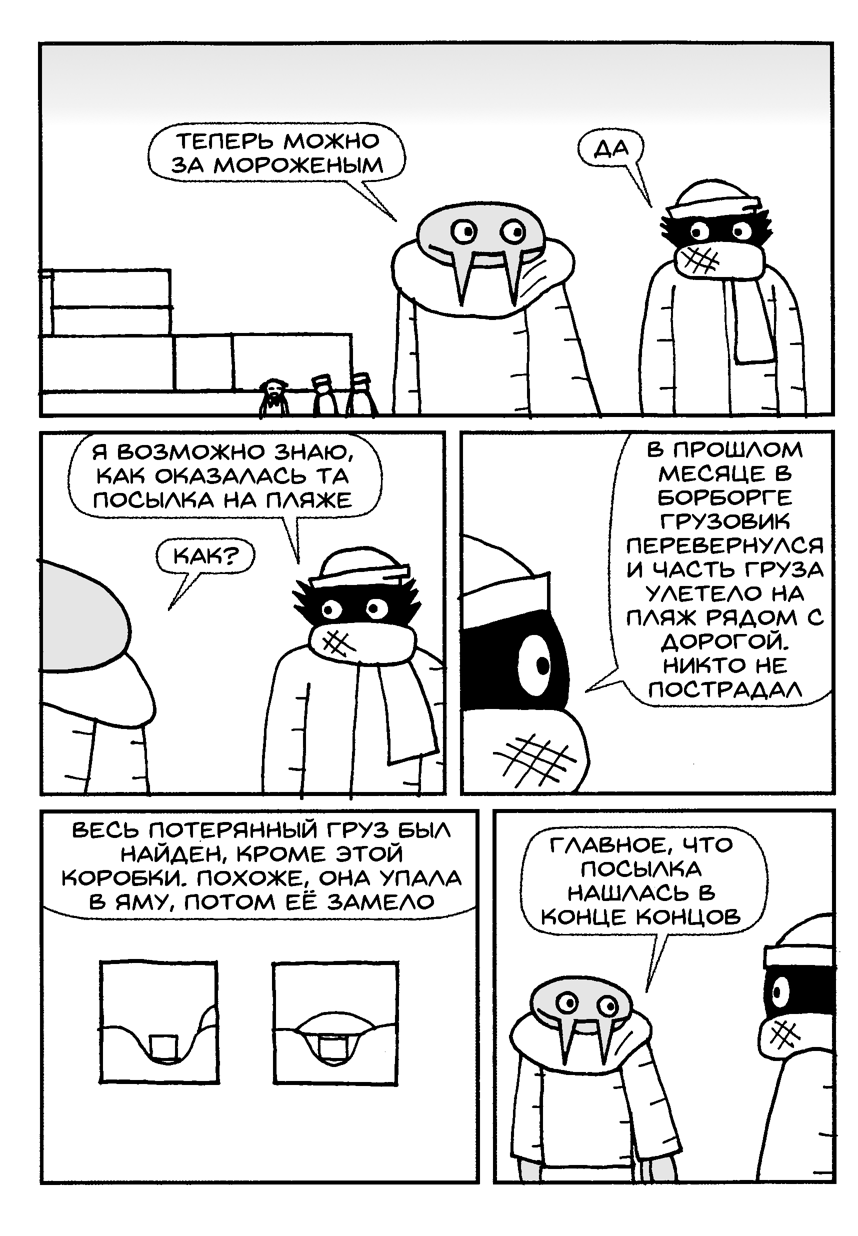 ТЕПЕРЬ МОЖНО
ЗА МОРОЖЕНЫМ
ДА
Я ВОЗМОЖНО ЗНАЮ,
КАК ОКАЗАЛАСЬ ТА
ПОСЫЛКА НА ПЛЯЖЕ
КАК?
В ПРОШЛОМ
МЕСЯЦЕ В
БОРБОРГЕ
ГРУЗОВИК
ПЕРЕВЕРНУЛСЯ
И ЧАСТЬ ГРУЗА
УЛЕТЕЛО НА
ПЛЯЖ РЯДОМ С
ДОРОГОЙ.
НИКТО НЕ
ПОСТРАДАЛ
ВЕСЬ ПОТЕРЯННЫЙ ГРУЗ БЫЛ
НАЙДЕН, КРОМЕ ЭТОЙ
КОРОБКИ. ПОХОЖЕ, ОНА УПАЛА
В ЯМУ, ПОТОМ ЕЁ ЗАМЕЛО
ГЛАВНОЕ, ЧТО
ПОСЫЛКА
НАШЛАСЬ В
КОНЦЕ КОНЦОВ